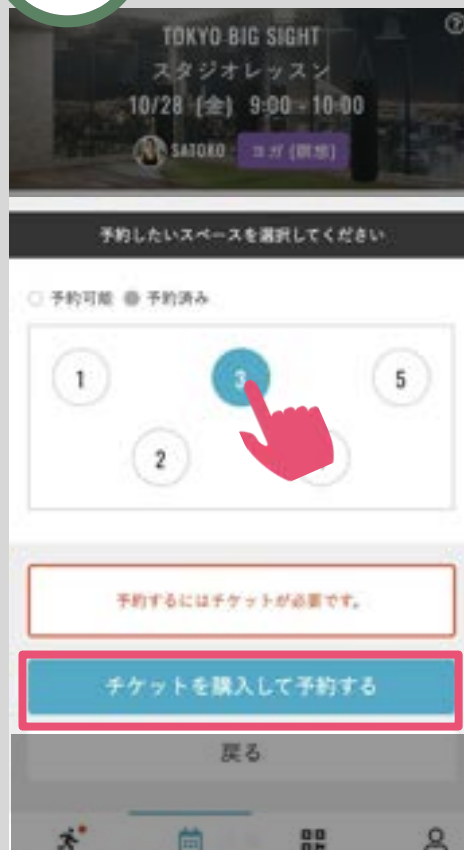 TOKYO BIG SIGHT
スタジオレッスン
10/28 (金) 9:00 - 10:00
SATOKO ヨガ (瞑想)
予約したいスペースを選択してください
予約可能 予約済み
1 3 5
2
予約するにはチケットが必要です。
チケットを購入して予約する
戻る